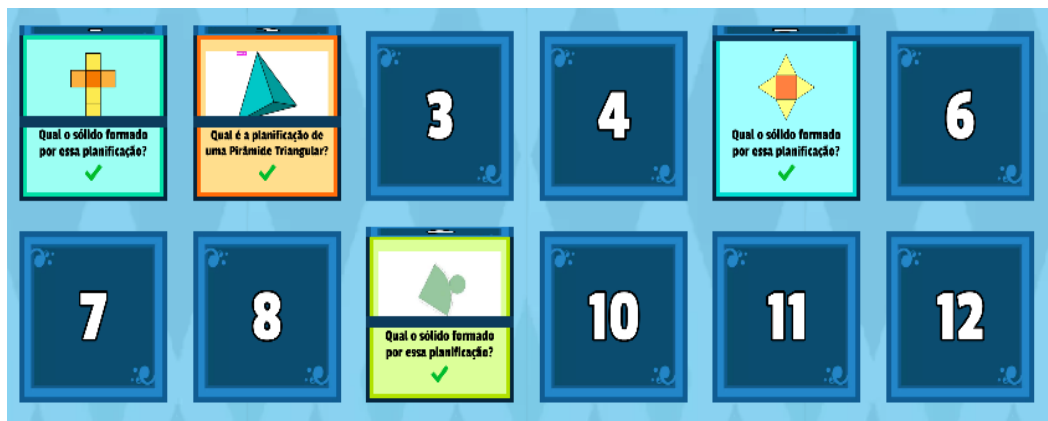 Qual o sólido formado
por essa planificação?
Qual é a planificação de
uma Pirâmide Triangular?
3
4
Qual o sólido formado
por essa planificação?
6
7
8
Qual o sólido formado
por essa planificação?
10
11
12